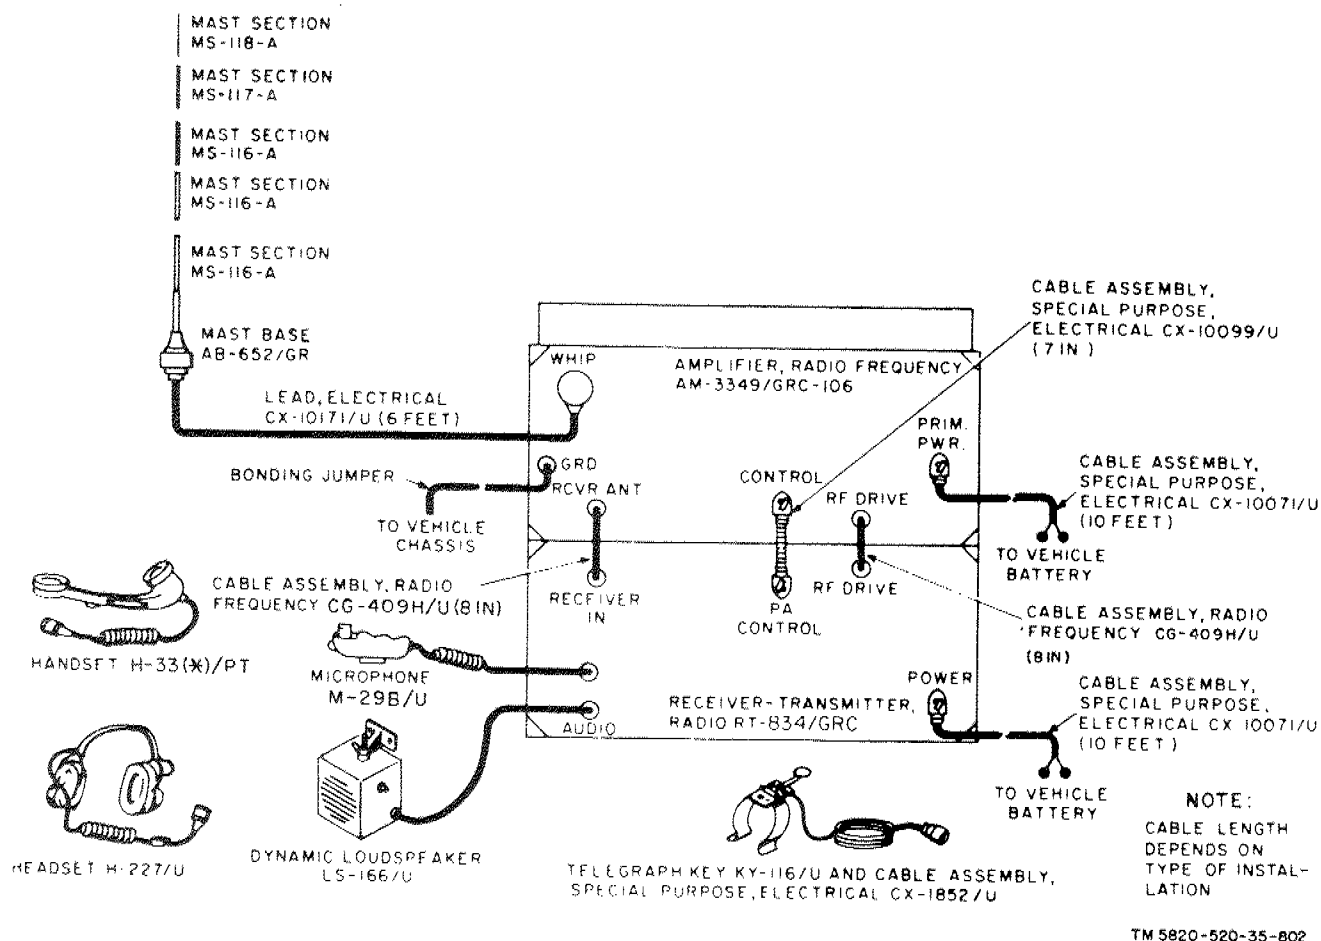 MAST SECTION
MS-118-A
MAST SECTION
MS-117-A
MAST SECTION
MS-116-A
MAST SECTION
MS-116-A
MAST SECTION
MS-116-A
MAST BASE
AB-652/GR
LEAD, ELECTRICAL
CX-10171/U (6 FEET)
WHIP
AMPLIFIER, RADIO FREQUENCY
AM-3349/GRC-106
CABLE ASSEMBLY,
SPECIAL PURPOSE,
ELECTRICAL CX-10099/U
(7 IN )
PRIM.
PWR.
GRD
BONDING JUMPER
RCVR ANT
CONTROL
RF DRIVE
CABLE ASSEMBLY,
SPECIAL PURPOSE,
ELECTRICAL CX-10071/U
(10 FEET)
TO VEHICLE
CHASSIS
TO VEHICLE
BATTERY
CABLE ASSEMBLY, RADIO
FREQUENCY CG-409H/U (8IN)
RECEIVER
IN
PA
CONTROL
RF DRIVE
CABLE ASSEMBLY, RADIO
FREQUENCY CG-409H/U
(8IN)
HANDSET H-33(*)/PT
MICROPHONE
M-29B/U
AUDIO
RECEIVER-TRANSMITTER,
RADIO RT-834/GRC
POWER
CABLE ASSEMBLY,
SPECIAL PURPOSE,
ELECTRICAL CX 10071/U
(10 FEET )
TO VEHICLE
BATTERY
HEADSET H-227/U
DYNAMIC LOUDSPEAKER
LS-166/U
TELEGRAPH KEY KY-116/U AND CABLE ASSEMBLY,
SPECIAL PURPOSE, ELECTRICAL CX-1852/U
NOTE:
CABLE LENGTH
DEPENDS ON
TYPE OF INSTAL-
LATION
TM 5820-520-35-802